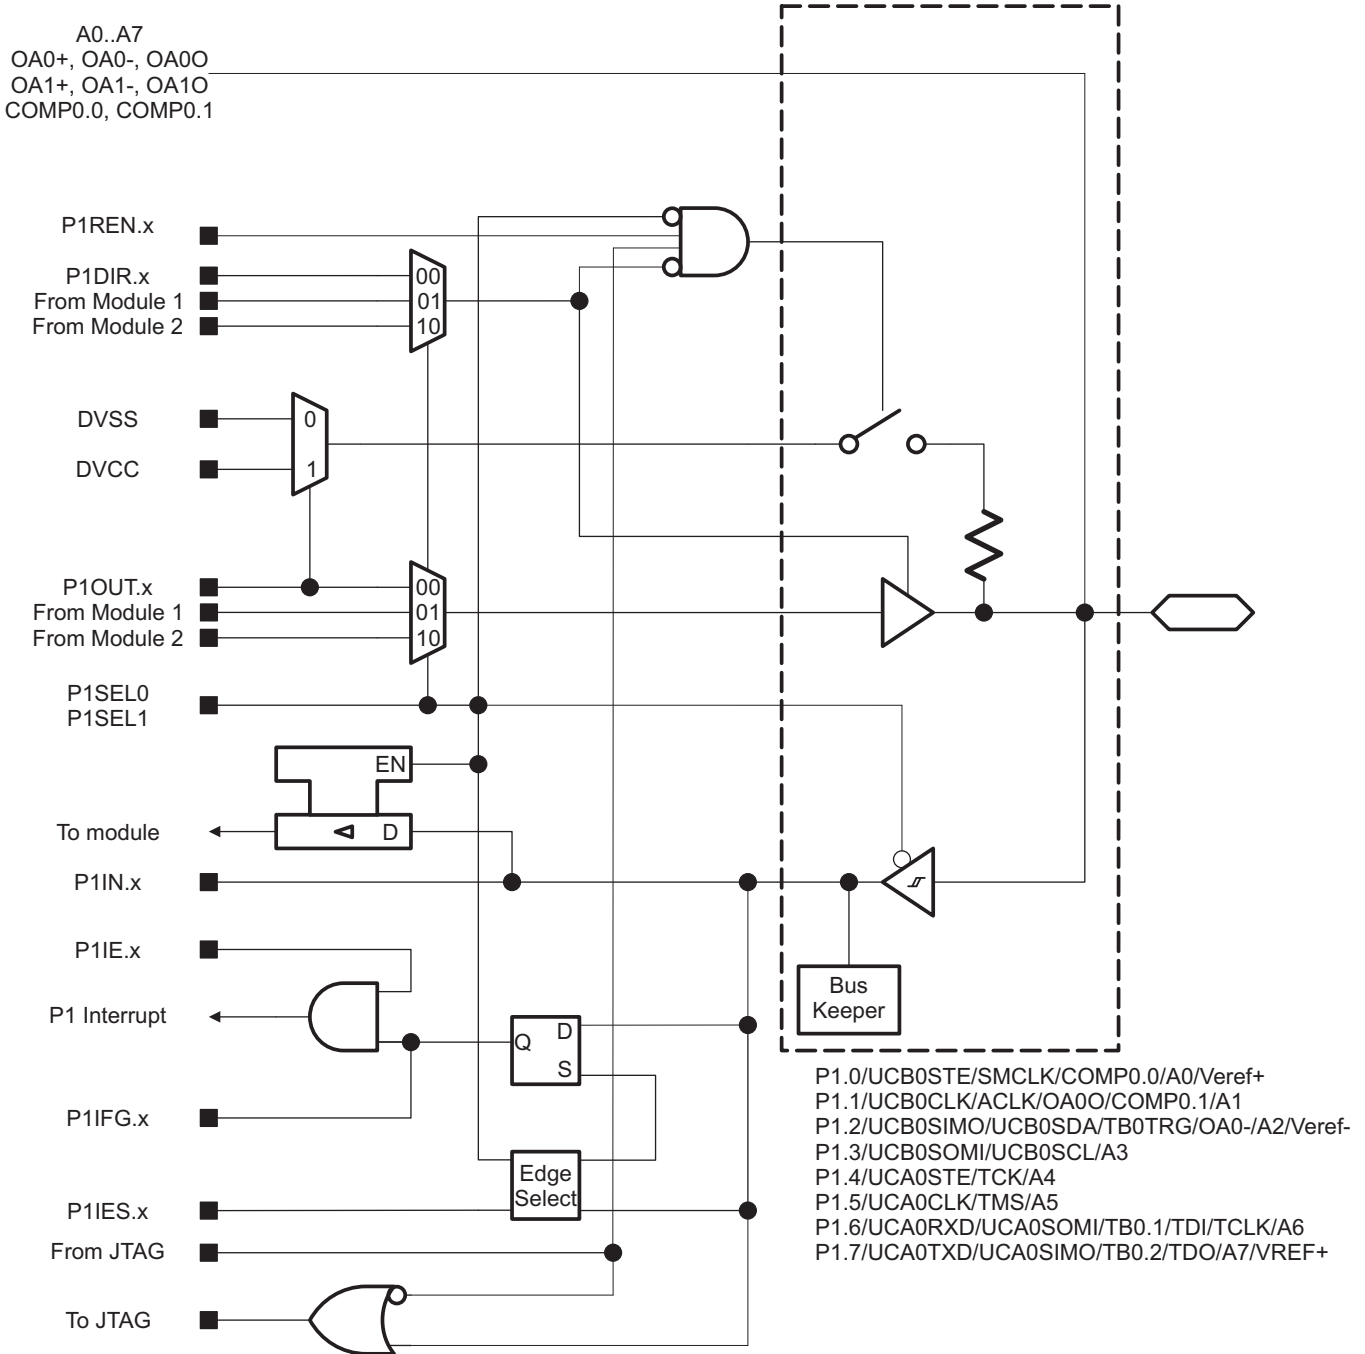 A0..A7
OA0+, OA0-, OA0O
OA1+, OA1-, OA1O
COMP0.0, COMP0.1
P1REN.x
P1DIR.x
From Module 1
From Module 2
00
01
10
DVSS
DVCC
0
1
P1OUT.x
From Module 1
From Module 2
00
01
10
P1SEL0
P1SEL1
EN
To module
D
P1IN.x
P1IE.x
Bus
Keeper
P1 Interrupt
Q
D
S
P1IFG.x
Edge
Select
P1IES.x
From JTAG
To JTAG
P1.0/UCB0STE/SMCLK/COMP0.0/A0/Veref+
P1.1/UCB0CLK/ACLK/OA0O/COMP0.1/A1
P1.2/UCB0SIMO/UCB0SDA/TB0TRG/OA0-/A2/Veref-
P1.3/UCB0SOMI/UCB0SCL/A3
P1.4/UCA0STE/TCK/A4
P1.5/UCA0CLK/TMS/A5
P1.6/UCA0RXD/UCA0SOMI/TB0.1/TDI/TCLK/A6
P1.7/UCA0TXD/UCA0SIMO/TB0.2/TDO/A7/VREF+